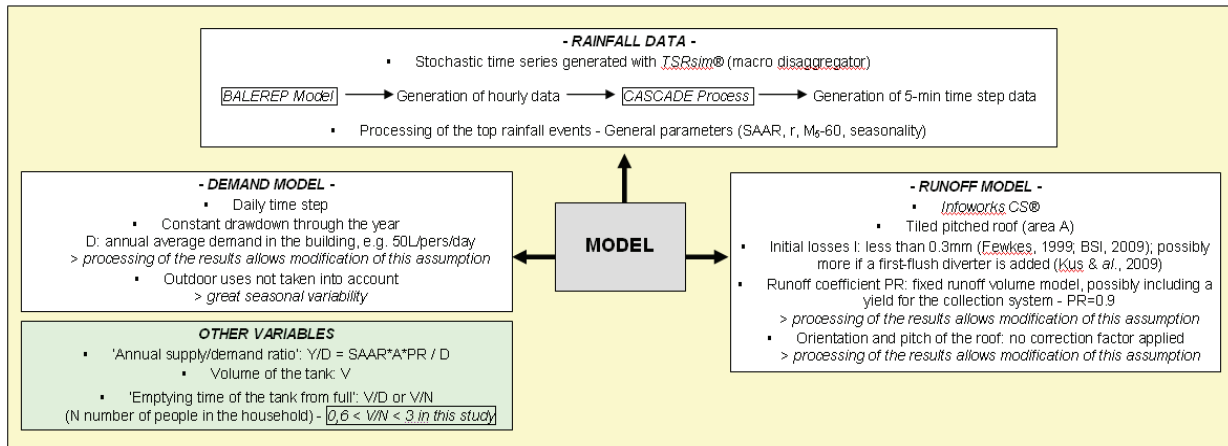 - RAINFALL DATA -
▪ Stochastic time series generated with TSRsim® (macro disaggregator)
BALEREP Model Generation of hourly data CASCADE Process Generation of 5-min time step data
▪ Processing of the top rainfall events - General parameters (SAAR, r, M5-60, seasonality)
- DEMAND MODEL -
▪ Daily time step
▪ Constant drawdown through the year
D: annual average demand in the building, e.g. 50L/pers/day
> processing of the results allows modification of this assumption
▪ Outdoor uses not taken into account
> great seasonal variability
MODEL
- RUNOFF MODEL -
▪ Infoworks CS®
▪ Tiled pitched roof (area A)
▪ Initial losses I: less than 0.3mm (Fewkes, 1999; BSI, 2009); possibly
more if a first-flush diverter is added (Kus & al., 2009)
▪ Runoff coefficient PR: fixed runoff volume model, possibly including a
yield for the collection system - PR=0.9
> processing of the results allows modification of this assumption
▪ Orientation and pitch of the roof: no correction factor applied
> processing of the results allows modification of this assumption
OTHER VARIABLES
▪ 'Annual supply/demand ratio': Y/D = SAAR*A*PR / D
▪ Volume of the tank: V
▪ 'Emptying time of the tank from full': V/D or V/N
(N number of people in the household) - 0,6 < V/N < 3 in this study